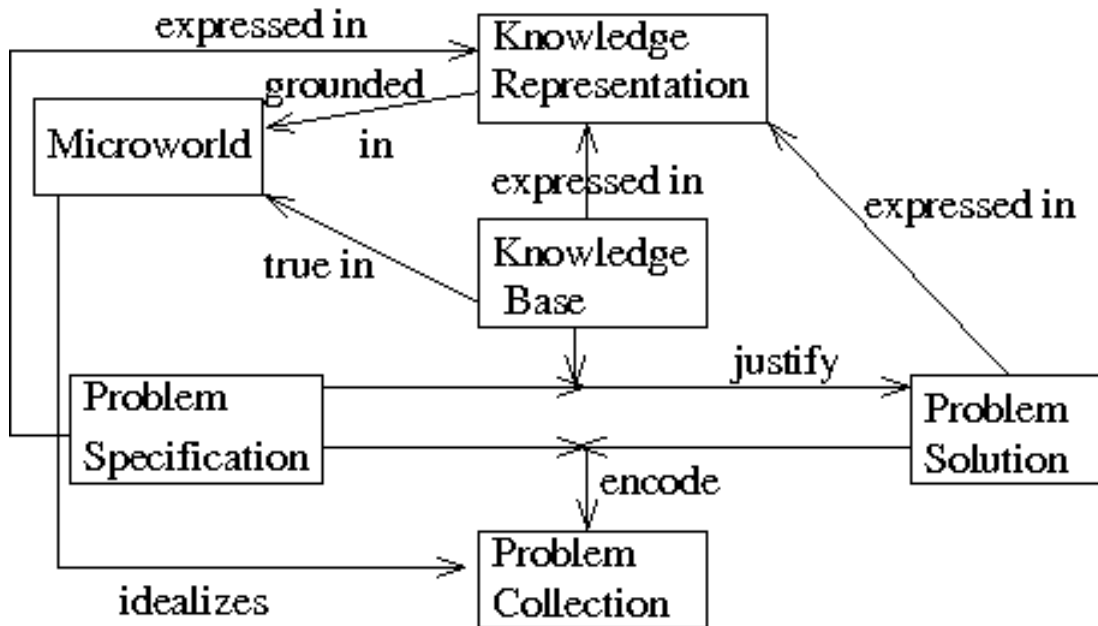 expressed in
Knowledge
Representation
grounded
in
Microworld
expressed in
expressed in
true in
Knowledge
Base
justify
Problem
Specification
Problem
Solution
encode
Problem
Collection
idealizes